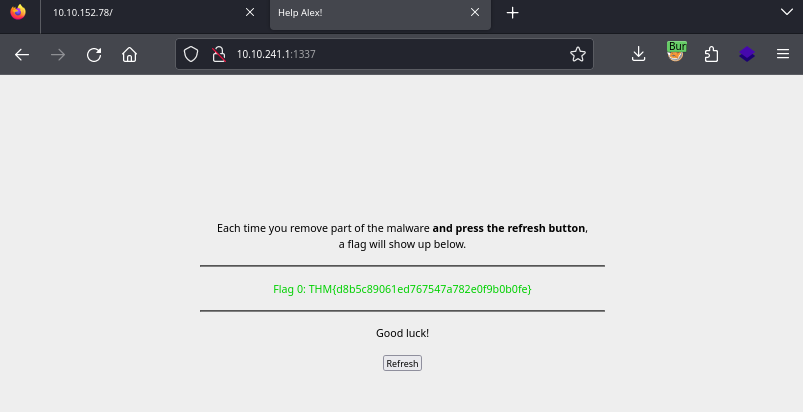 10.10.152.78/
Help Alex!
10.10.241.1:1337
Bur
Each time you remove part of the malware and press the refresh button,
a flag will show up below.
Flag 0: THM{d8b5c89061ed767547a782e0f9b0b0fe}
Good luck!
Refresh